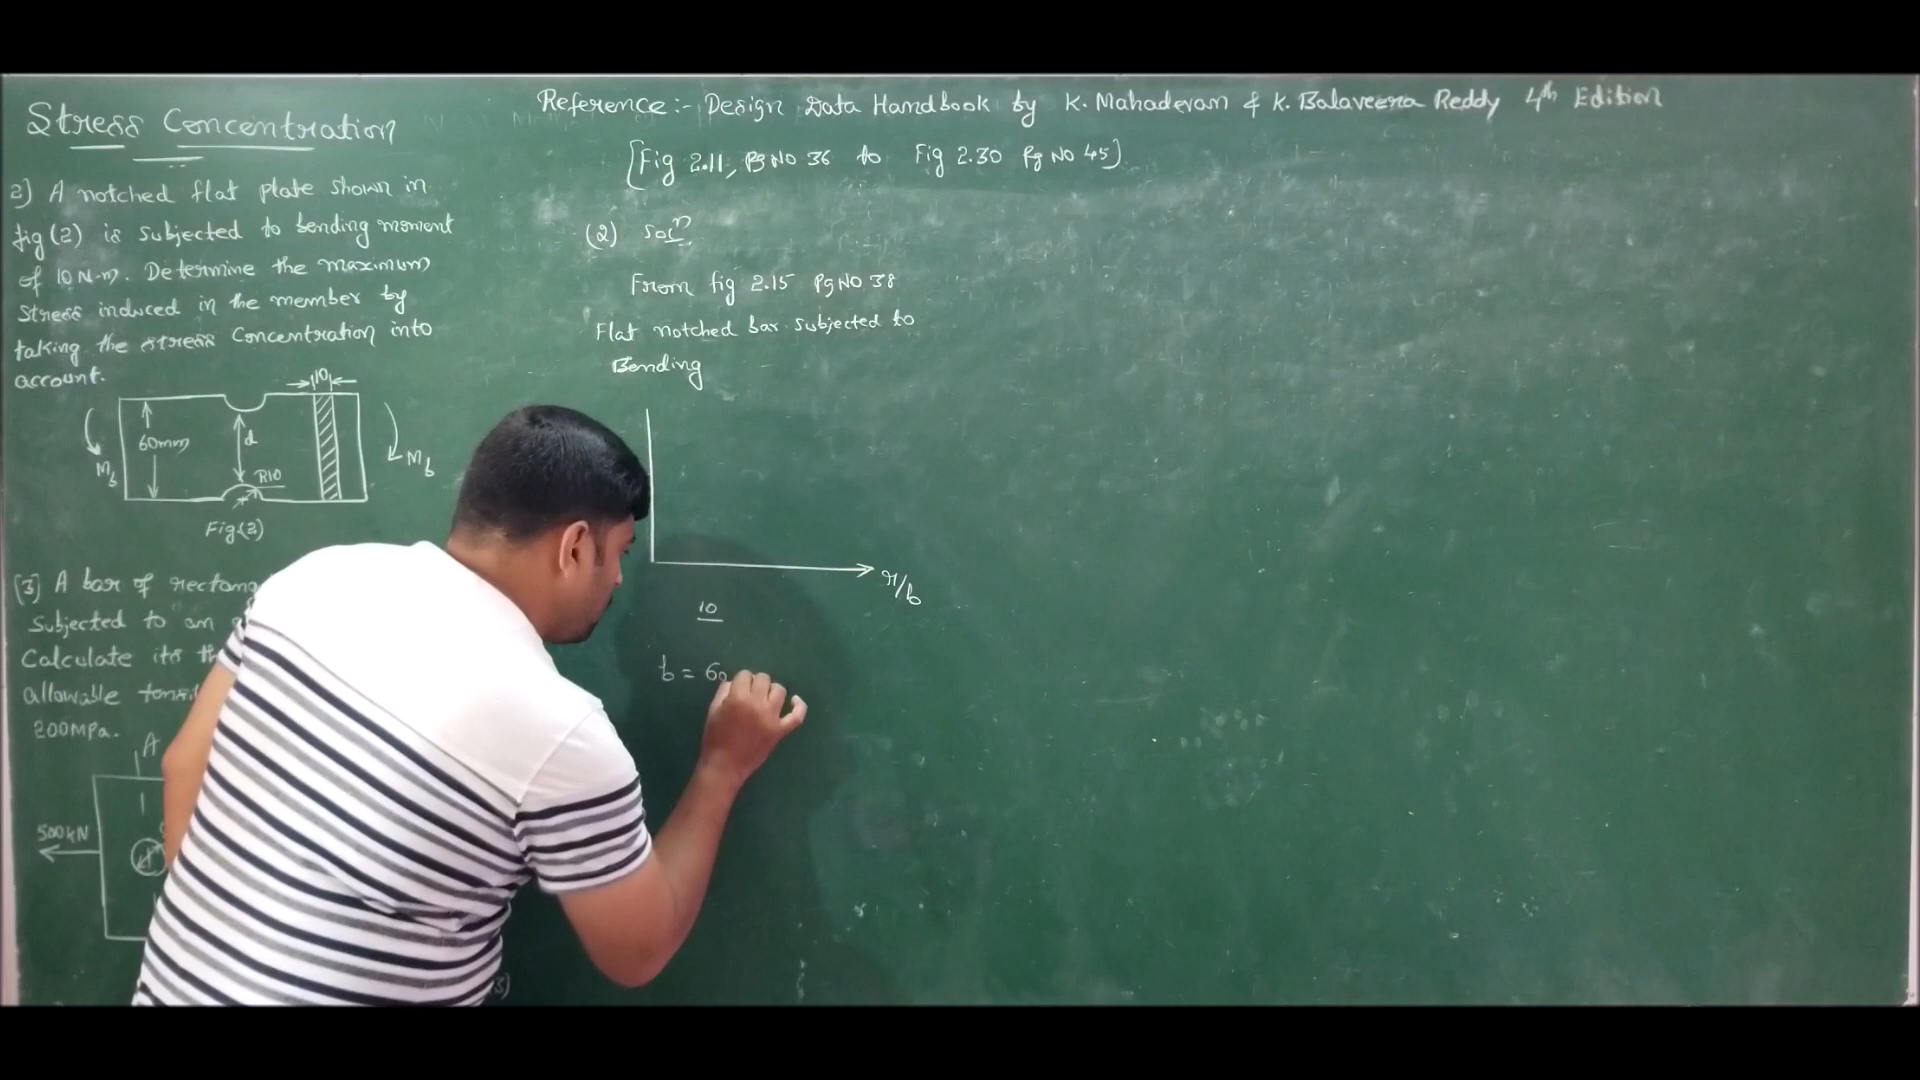 Stress Concentration
Reference:- Design Data Handbook by K. Mahadevan & K. Balaveera Reddy 4th Edition
[Fig 2.11, Pg No 36 to Fig 2.30 Pg No 45]
2) A notched flat plate shown in
fig (2) is subjected to bending moment
of 10 N-m. Determine the maximum
stress induced in the member by
taking the stress Concentration into
account.
10
60mm
d
R10
Mb
Mb
Fig(2)
(3) A bar of
Subjected to an
Calculate its
allowable
200MPa.
A
500kN
(2) Soln
From fig 2.15 Pg No 38
Flat notched bar subjected to
Bending
r/b
10
b = 60